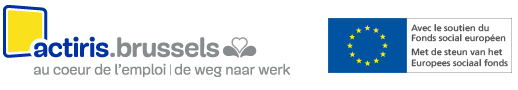 actiris.brussels
au coeur de l'emploi | de weg naar werk
Avec le soutien du
Fonds social européen
Met de steun van het
Europees sociaal fonds